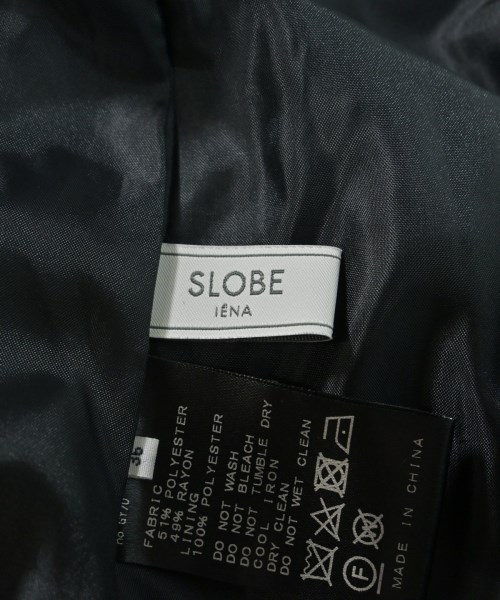 SLOBE
IÉNA
36
FABRIC
51% POLYESTER
49% RAYON
LINING
100% POLYESTER
DO NOT WASH
DO NOT BLEACH
DO NOT TUMBLE DRY
COOL IRON
DRY CLEAN
DO NOT WET CLEAN
F
MADE IN CHINA